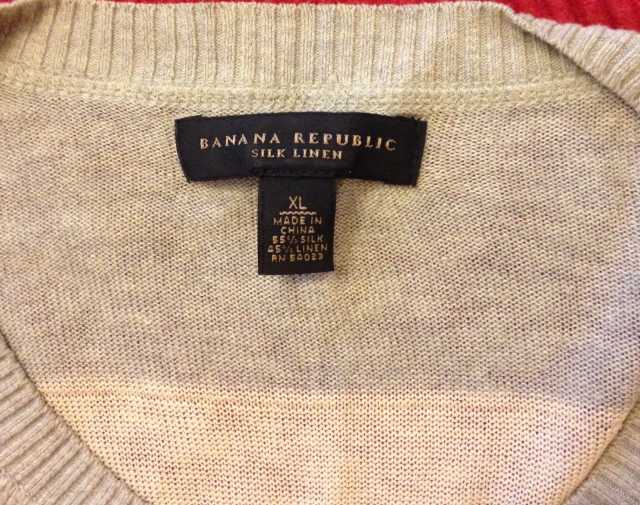 BANANA REPUBLIC
SILK LINEN
XL
MADE IN
CHINA
55% SILK
45% LINEN
RN 54023